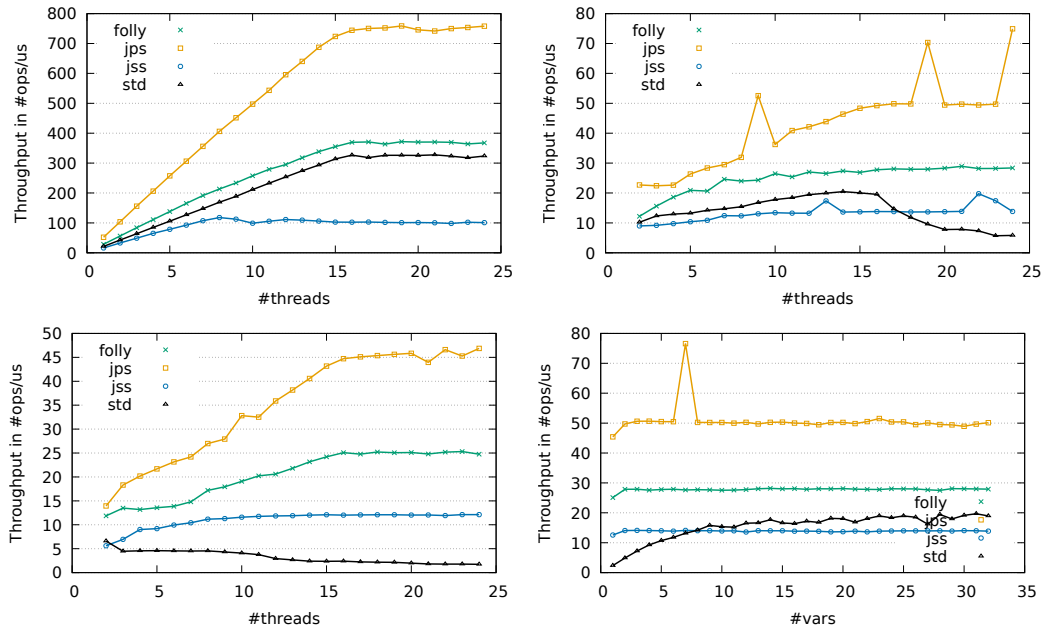 Throughput in #ops/us
800
700
600
500
400
300
200
100
0
0 5 10 15 20 25
#threads
folly
jps
jss
std
Throughput in #ops/us
80
70
60
50
40
30
20
10
0
0 5 10 15 20 25
#threads
folly
jps
jss
std
Throughput in #ops/us
50
45
40
35
30
25
20
15
10
5
0
0 5 10 15 20 25
#threads
folly
jps
jss
std
Throughput in #ops/us
80
70
60
50
40
30
20
10
0
0 5 10 15 20 25 30 35
#vars
folly
jps
jss
std